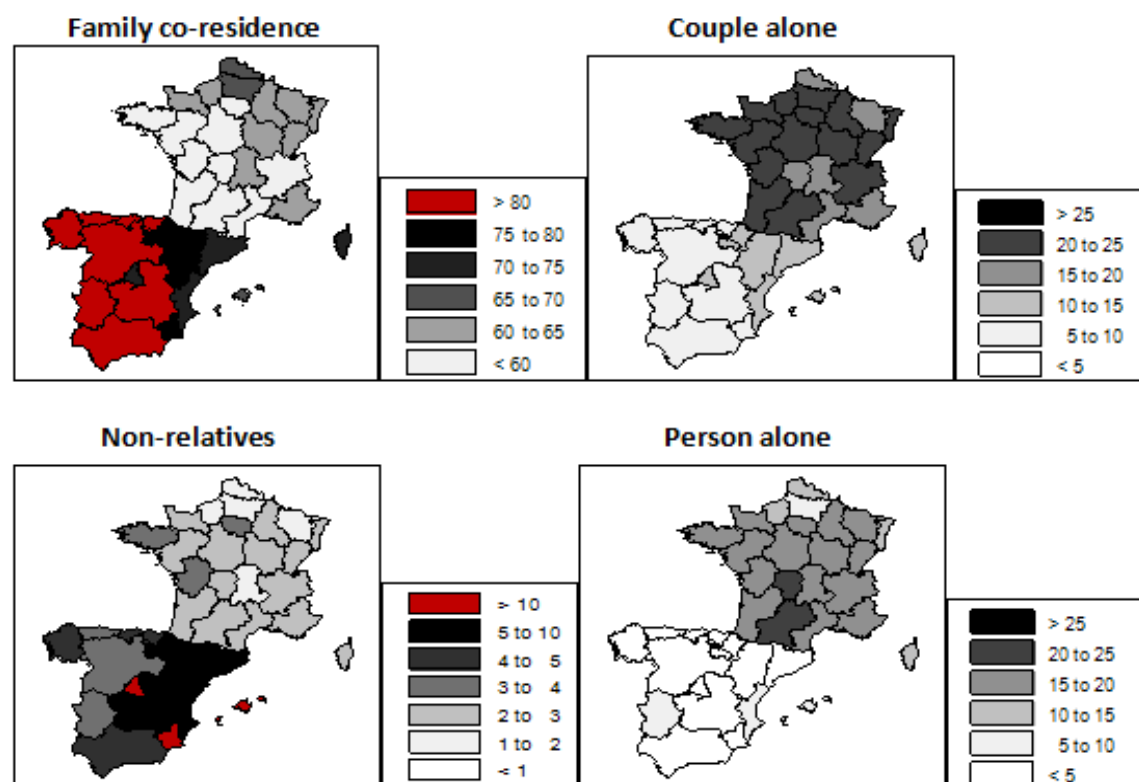 Family co-residence
> 80
75 to 80
70 to 75
65 to 70
60 to 65
< 60
Couple alone
> 25
20 to 25
15 to 20
10 to 15
5 to 10
< 5
Non-relatives
> 10
5 to 10
4 to 5
3 to 4
2 to 3
1 to 2
< 1
Person alone
> 25
20 to 25
15 to 20
10 to 15
5 to 10
< 5